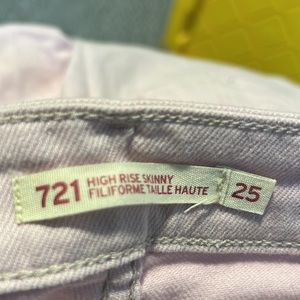 721 HIGH RISE SKINNY
FILIFORME TAILLE HAUTE
25